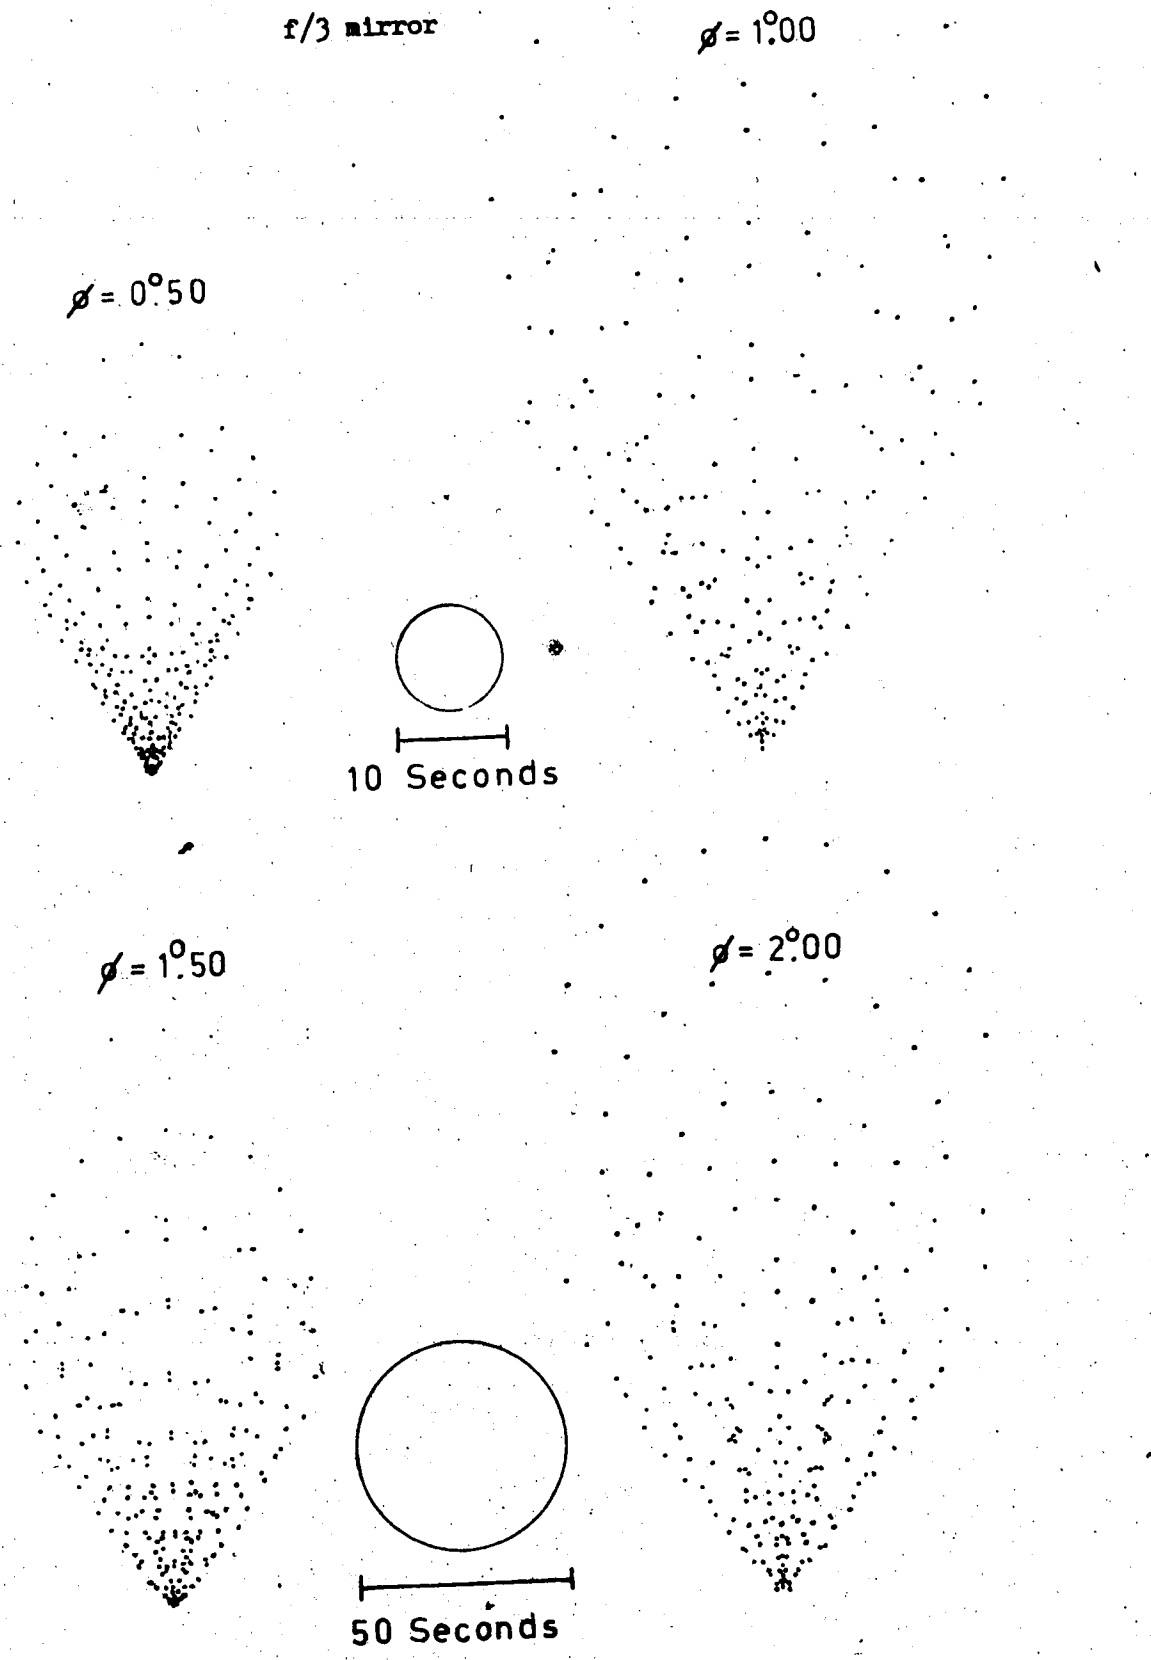 f/3 mirror
ø = 1°.00
ø = 0°.50
10 Seconds
ø = 1°.50
ø = 2°.00
50 Seconds